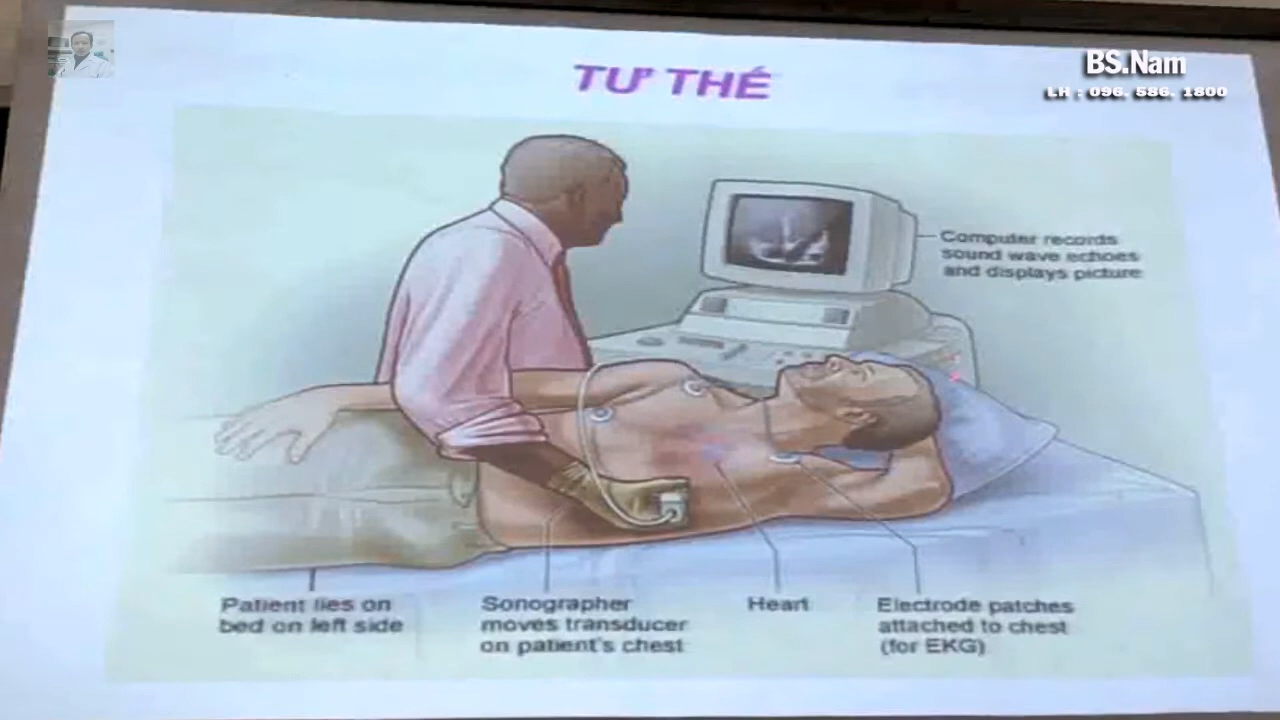 TƯ THẾ
BS.Nam
LH : 096. 586. 1800
Computer records
sound wave echoes
and displays picture
Patient lies on
bed on left side
Sonographer
moves transducer
on patient's chest
Heart
Electrode patches
attached to chest
(for EKG)